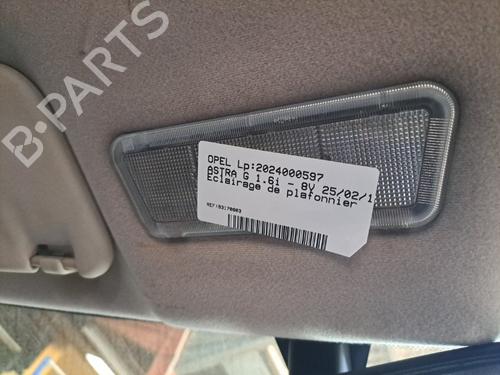 B-PARTS
OPEL Lp:2024000597
ASTRA G 1.6i - 8V 25/02/1
Eclairage de plafonnier